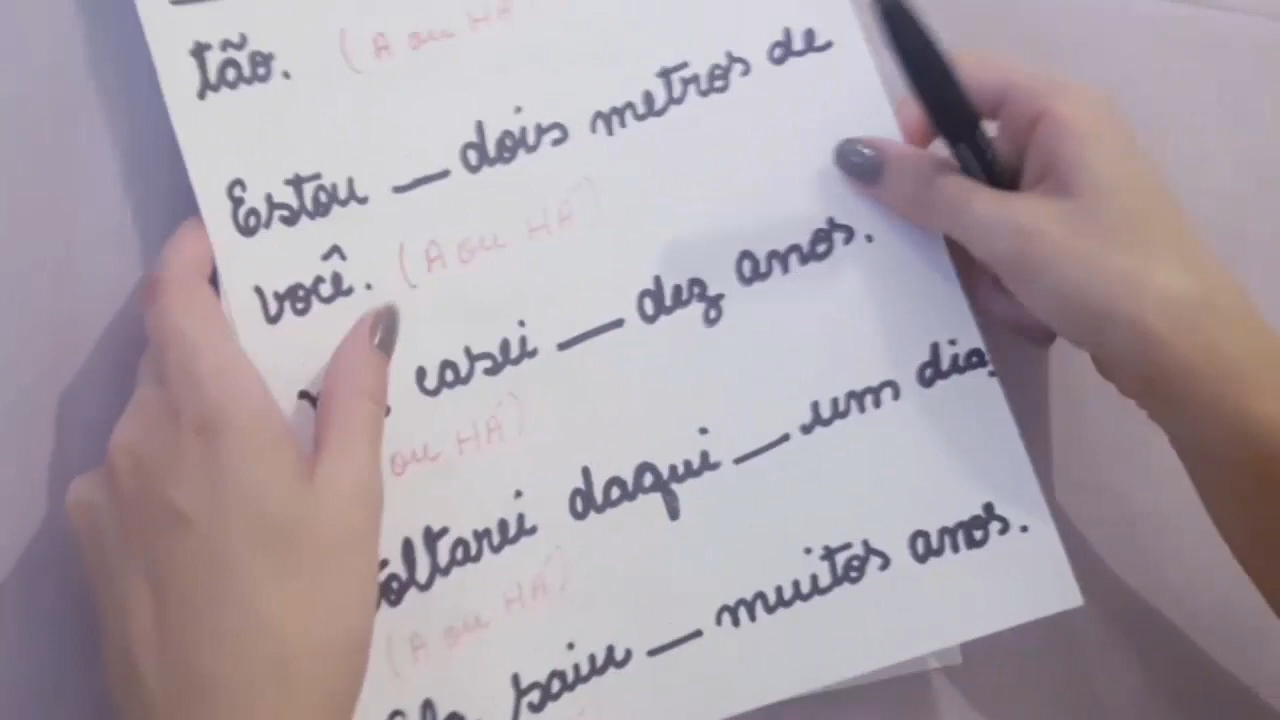 tão. (A ou HÁ
Estou _ dois metros de
você. (A ou HÁ)
casei _ dez anos.
ou HÁ)
voltarei daqui _ um dia
(A ou HÁ)
saiu _ muitos anos.